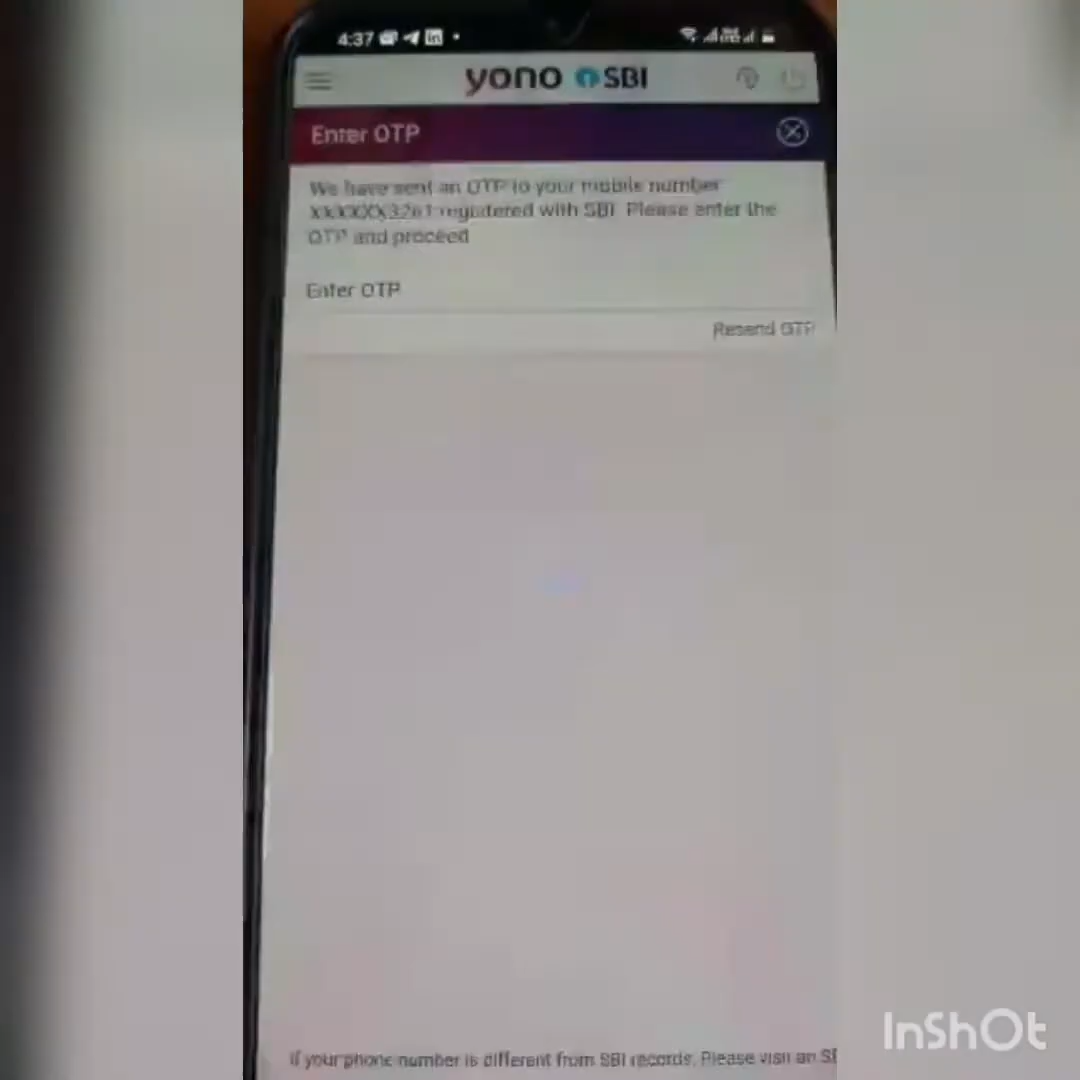 4:37
yono SBI
Enter OTP
We have sent an OTP to your mobile number
XXXXXX3261 registered with SBI. Please enter the
OTP and proceed
Enter OTP
Resend OTP
If your phone number is different from SBI records, Please visit an SB
InShOt